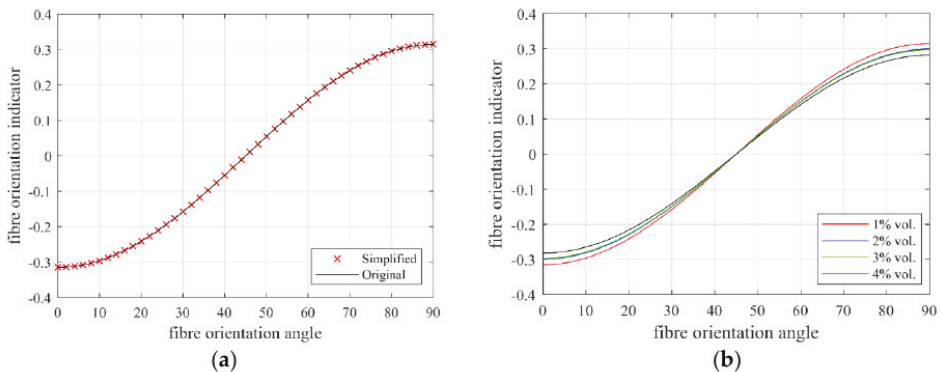 0.4
0.3
0.2
0.1
0
-0.1
-0.2
-0.3
-0.4
fibre orientation indicator
0 10 20 30 40 50 60 70 80 90
fibre orientation angle
Simplified
Original
(a)
0.4
0.3
0.2
0.1
0
-0.1
-0.2
-0.3
-0.4
fibre orientation indicator
0 10 20 30 40 50 60 70 80 90
fibre orientation angle
1% vol.
2% vol.
3% vol.
4% vol.
(b)